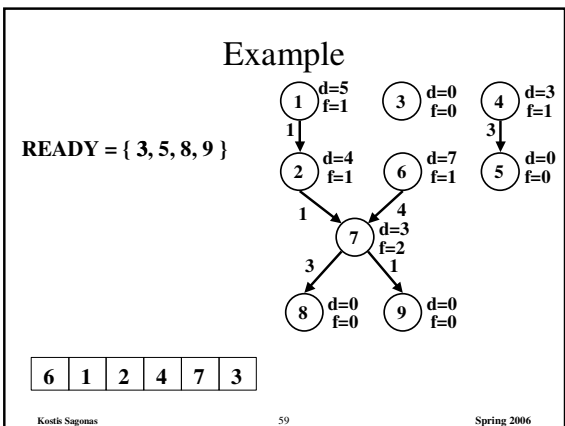 Example
1 d=5 f=1
3 d=0 f=0
4 d=3 f=1
1
3
READY = { 3, 5, 8, 9 }
2 d=4 f=1
6 d=7 f=1
5 d=0 f=0
1
4
7 d=3 f=2
3
1
8 d=0 f=0
9 d=0 f=0
6 1 2 4 7 3
Kostis Sagonas 59 Spring 2006